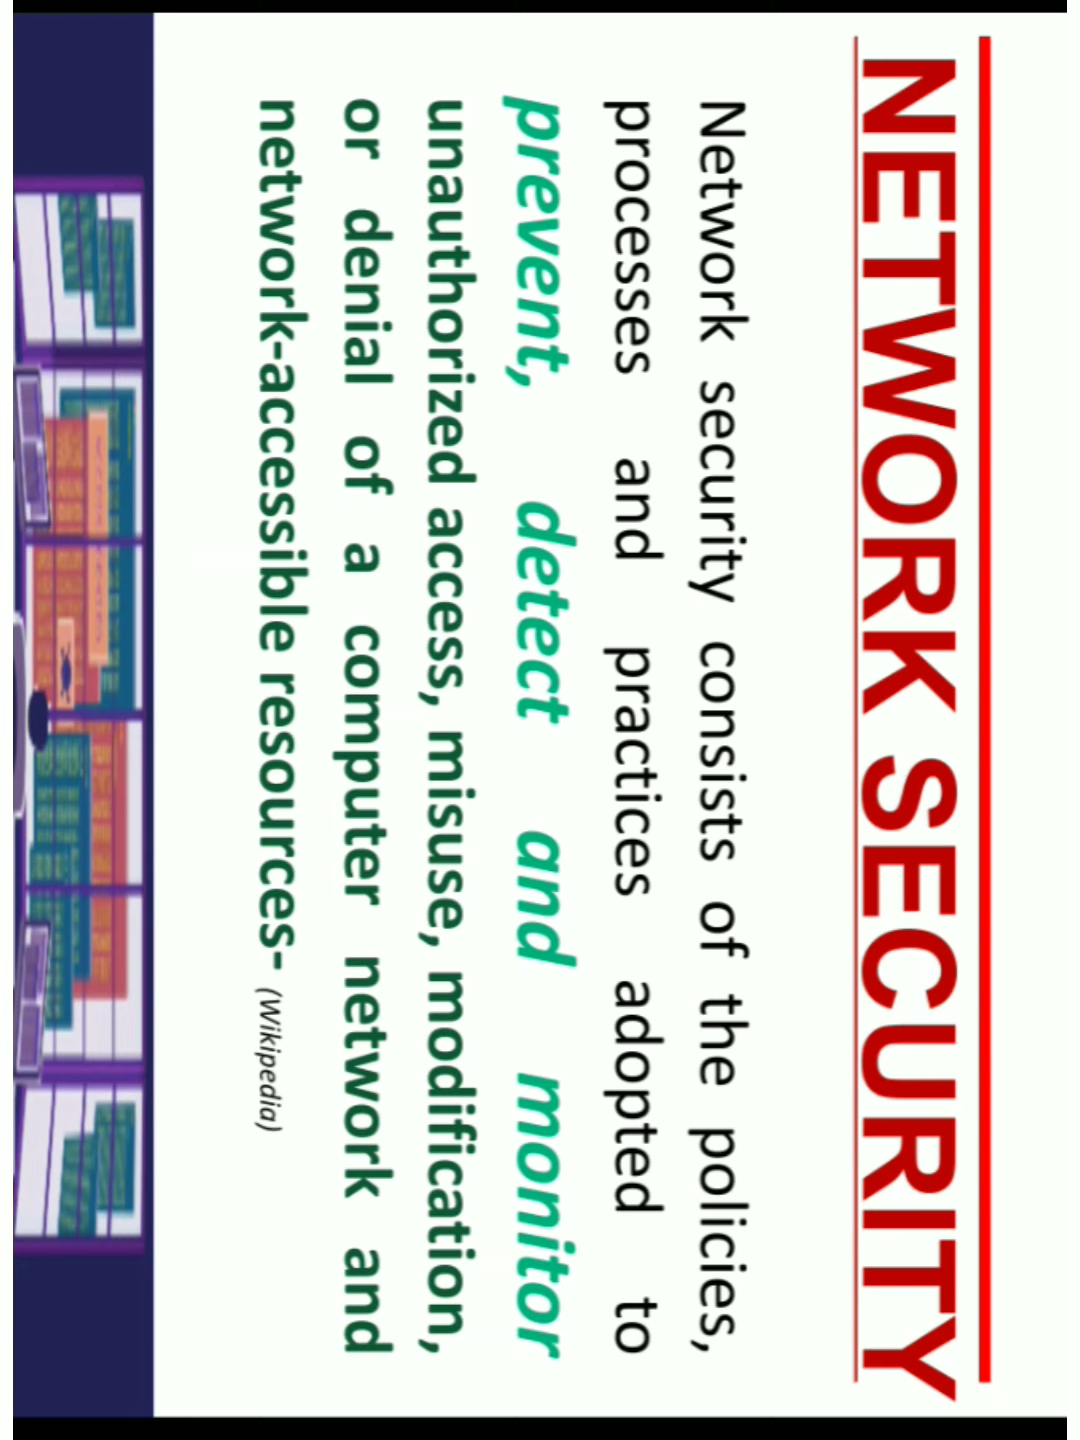 NETWORK SECURITY
Network security consists of the policies,
processes and practices adopted to
prevent, detect and monitor
unauthorized access, misuse, modification,
or denial of a computer network and
network-accessible resources- (Wikipedia)